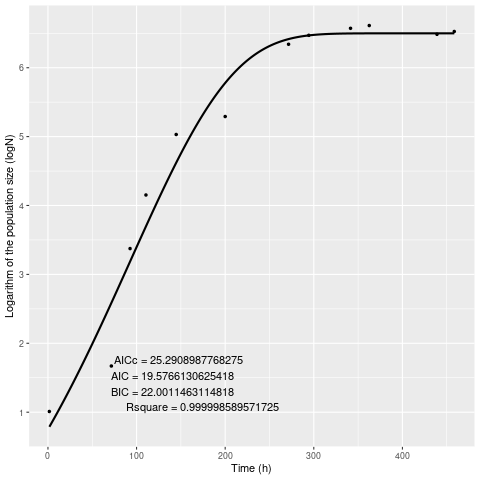 Logarithm of the population size (logN)
6
5
4
3
2
1
AICc = 25.2908987768275
AIC = 19.5766130625418
BIC = 22.0011463114818
Rsquare = 0.999998589571725
0 100 200 300 400
Time (h)